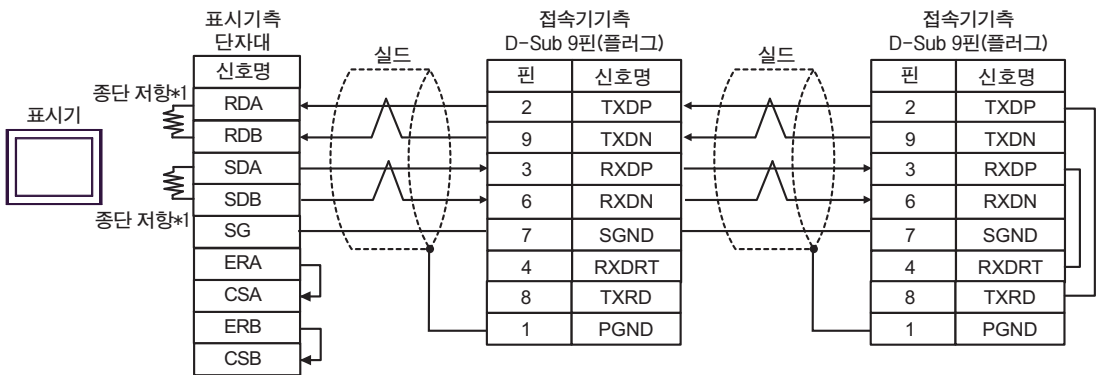 표시기측
단자대
접속기기측
D-Sub 9핀(플러그)
접속기기측
D-Sub 9핀(플러그)
실드
실드
표시기
종단 저항*1
종단 저항*1
신호명
RDA
RDB
SDA
SDB
SG
ERA
CSA
ERB
CSB
핀 신호명
2 TXDP
9 TXDN
3 RXDP
6 RXDN
7 SGND
4 RXDRT
8 TXRD
1 PGND
핀 신호명
2 TXDP
9 TXDN
3 RXDP
6 RXDN
7 SGND
4 RXDRT
8 TXRD
1 PGND